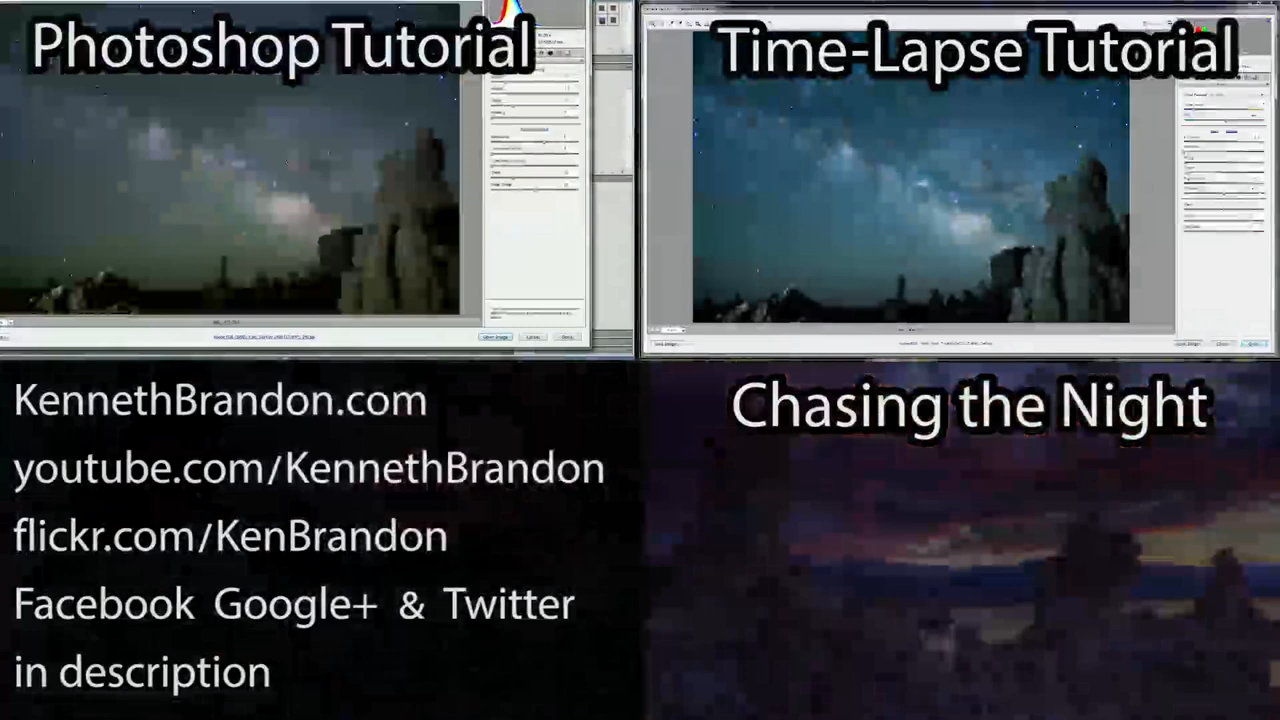 Photoshop Tutorial
Time-Lapse Tutorial
KennethBrandon.com
youtube.com/KennethBrandon
flickr.com/KenBrandon
Facebook Google+ & Twitter
in description
Chasing the Night